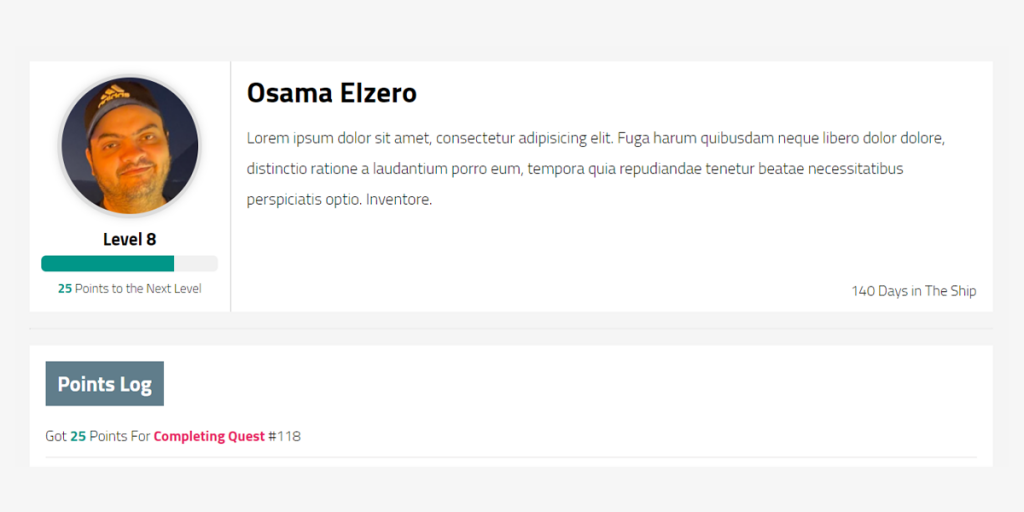 Osama Elzero
Lorem ipsum dolor sit amet, consectetur adipisicing elit. Fuga harum quibusdam neque libero dolor dolore,
distinctio ratione a laudantium porro eum, tempora quia repudiandae tenetur beatae necessitatibus
perspiciatis optio. Inventore.
adidas
Level 8
25 Points to the Next Level
140 Days in The Ship
Points Log
Got 25 Points For Completing Quest #118